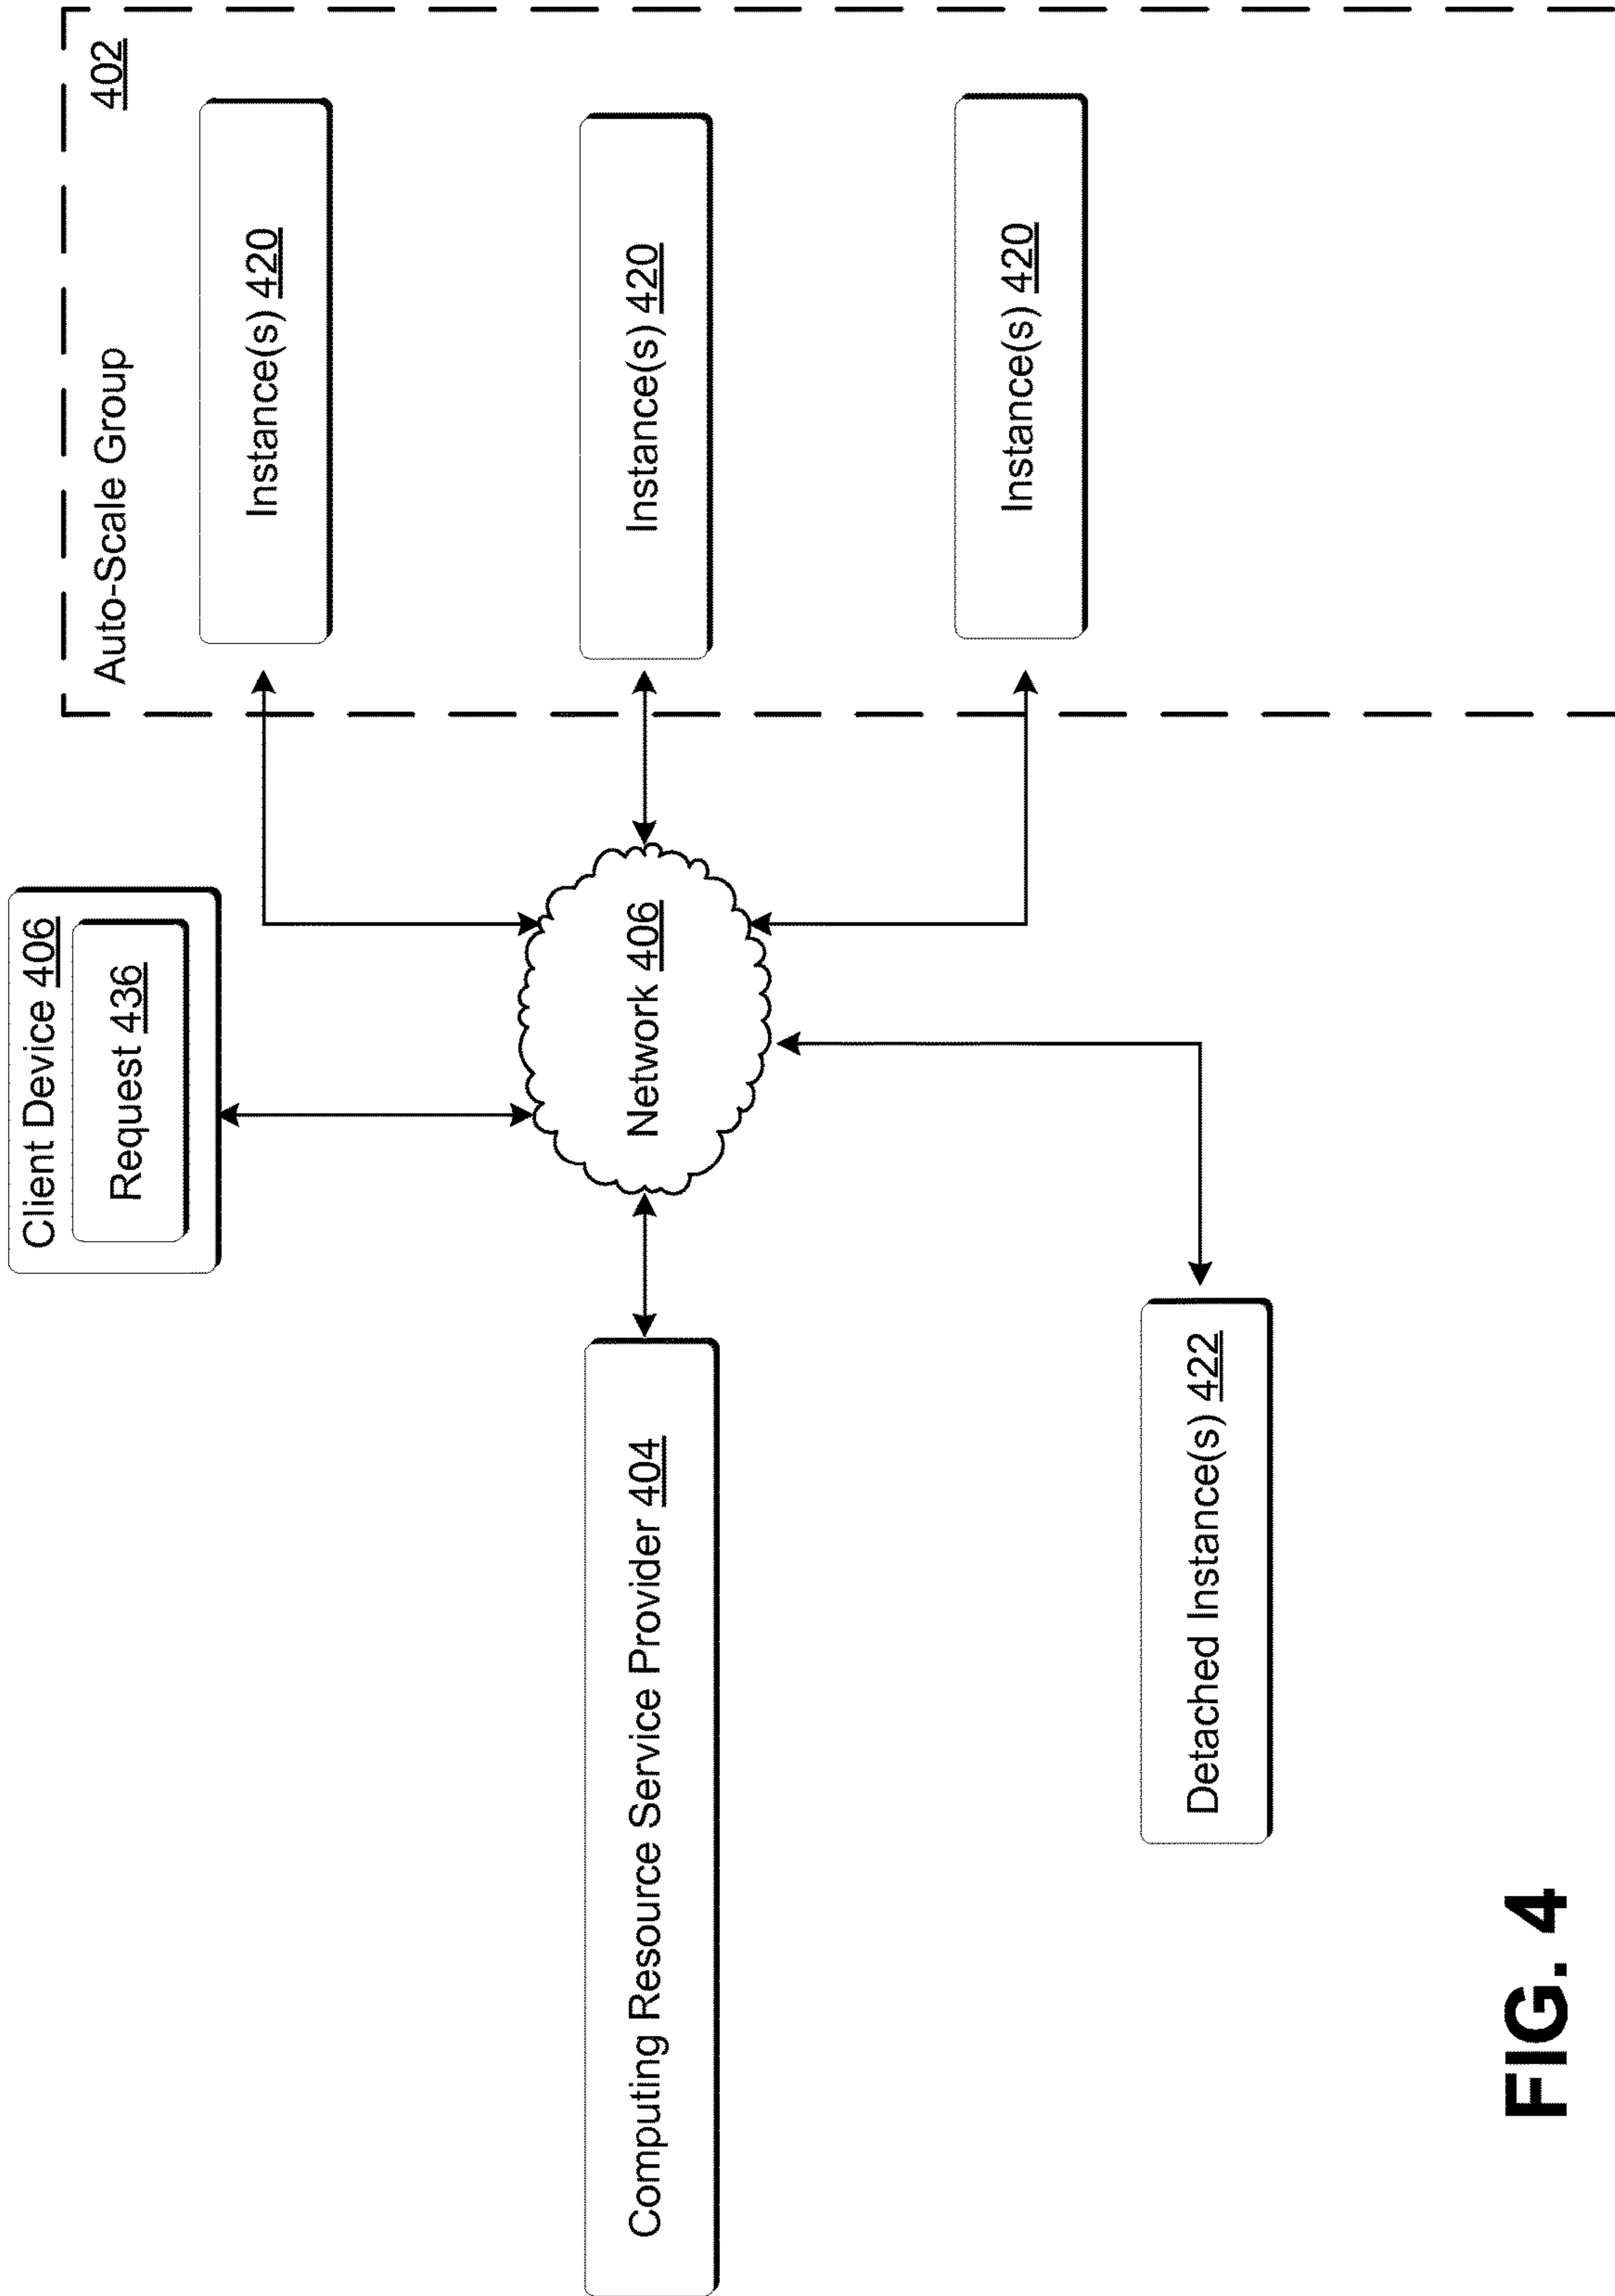 Client Device 406
Request 436
Auto-Scale Group
402
Instance(s) 420
Computing Resource Service Provider 404
Network 406
Instance(s) 420
Instance(s) 420
Detached Instance(s) 422
FIG. 4